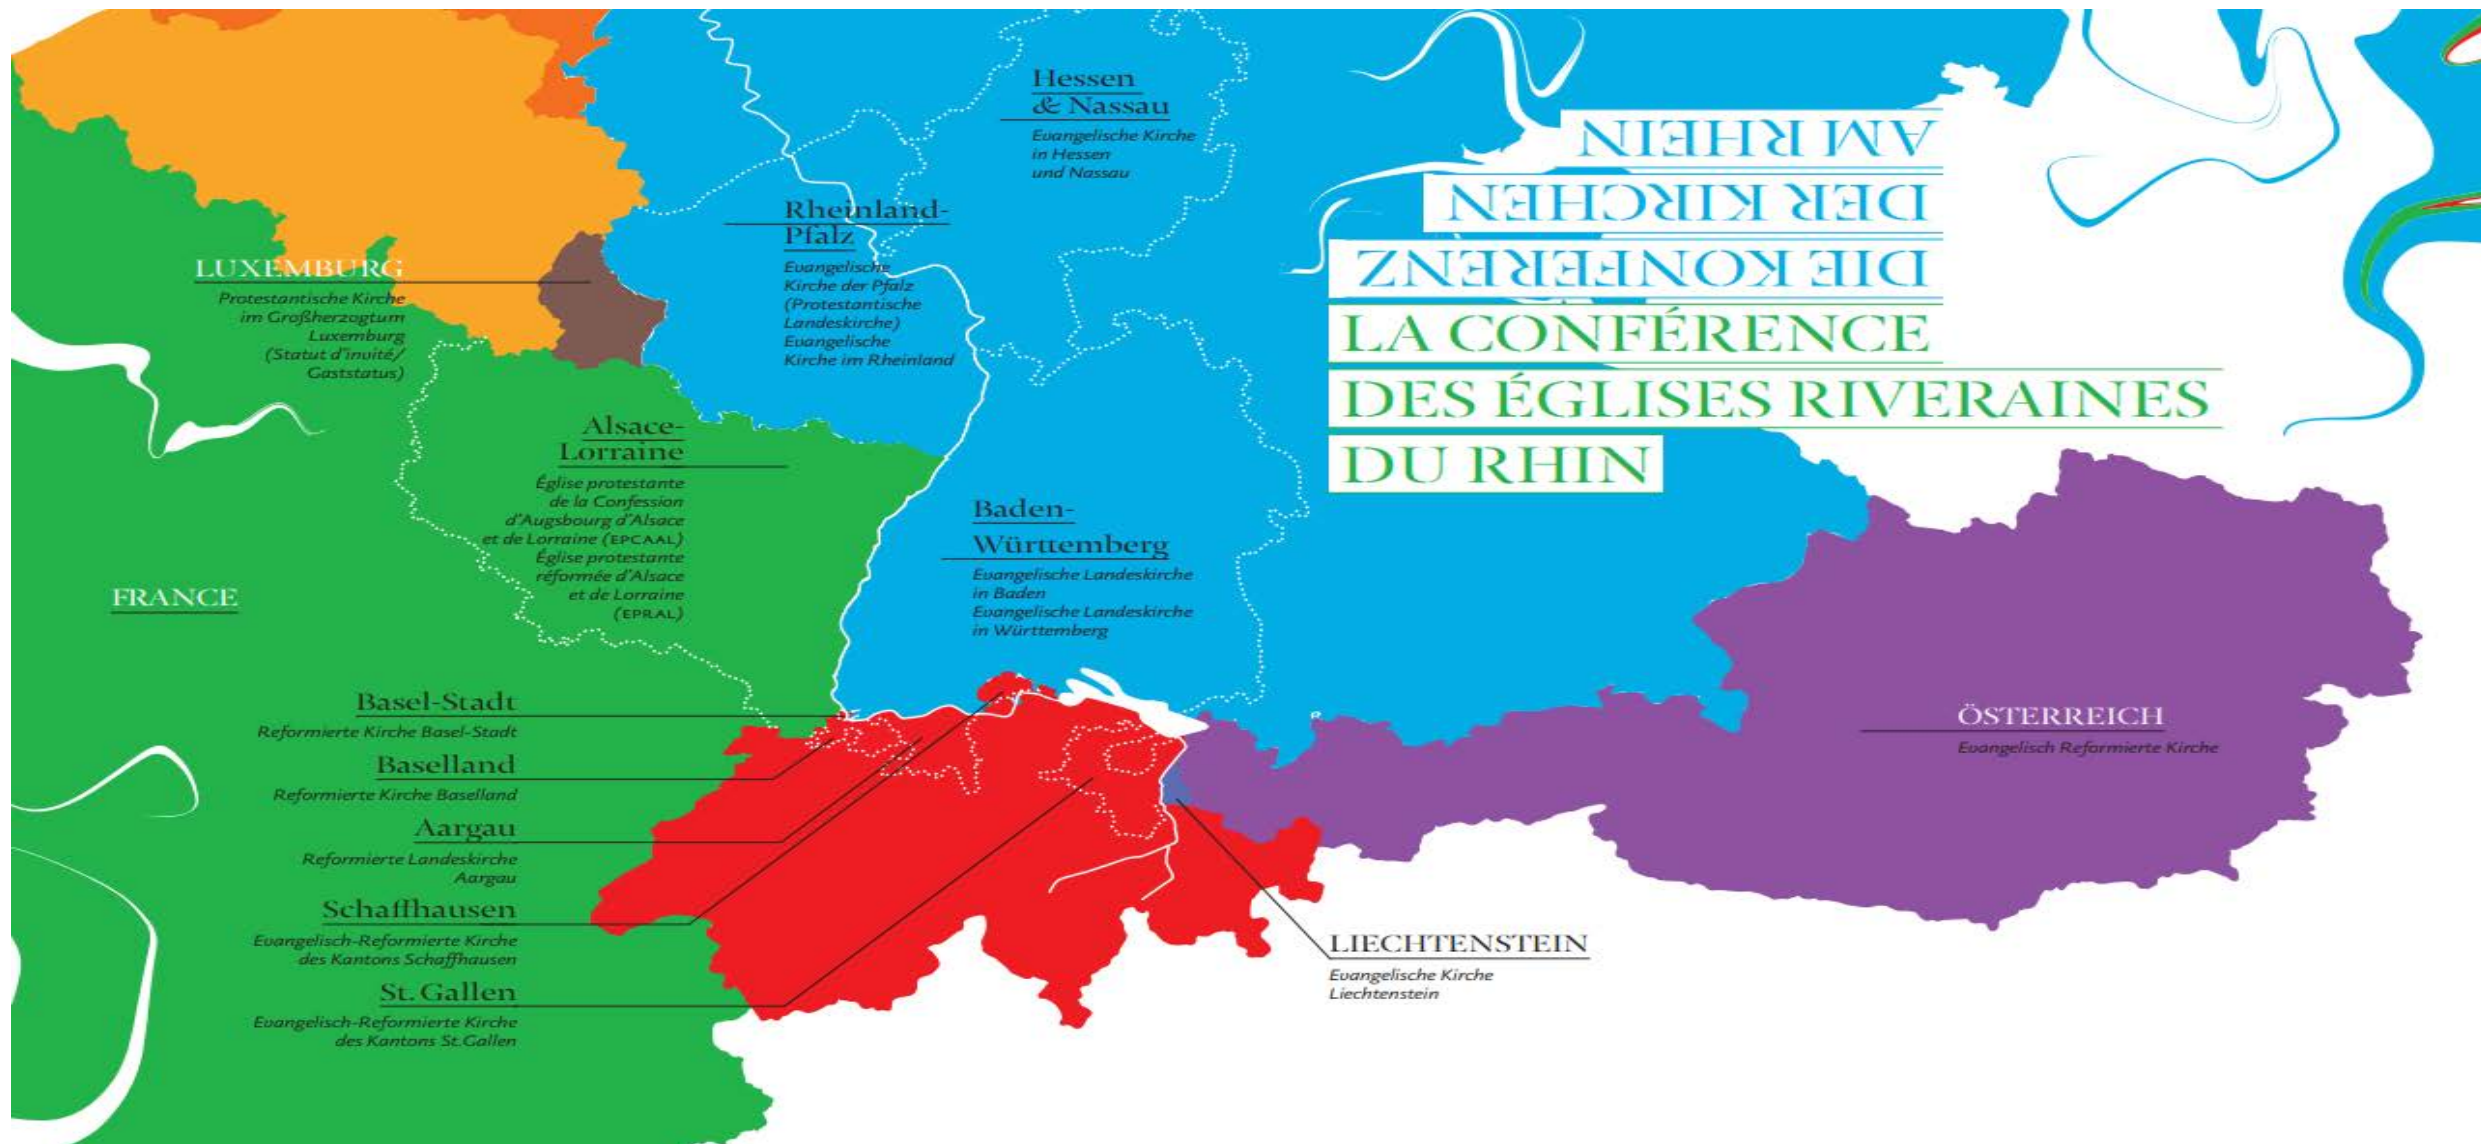 Hessen
& Nassau
Evangelische Kirche
in Hessen
und Nassau
AM RHEIN
DER KIRCHEN
DIE KONFERENZ
LA CONFÉRENCE
DES ÉGLISES RIVERAINES
DU RHIN
Rheinland-
Pfalz
Evangelische
Kirche der Pfalz
(Protestantische
Landeskirche)
Evangelische
Kirche im Rheinland
LUXEMBURG
Protestantische Kirche
im Großherzogtum
Luxemburg
(Statut d'invité/
Gaststatus)
Alsace-
Lorraine
Église protestante
de la Confession
d'Augsbourg d'Alsace
et de Lorraine (EPCAAL)
Église protestante
réformée d'Alsace
et de Lorraine
(EPRAL)
Baden-
Württemberg
Evangelische Landeskirche
in Baden
Evangelische Landeskirche
in Württemberg
FRANCE
Basel-Stadt
Reformierte Kirche Basel-Stadt
Baselland
Reformierte Kirche Baselland
Aargau
Reformierte Landeskirche
Aargau
Schaffhausen
Evangelisch-Reformierte Kirche
des Kantons Schaffhausen
St. Gallen
Evangelisch-Reformierte Kirche
des Kantons St.Gallen
ÖSTERREICH
Evangelisch Reformierte Kirche
LIECHTENSTEIN
Evangelische Kirche
Liechtenstein